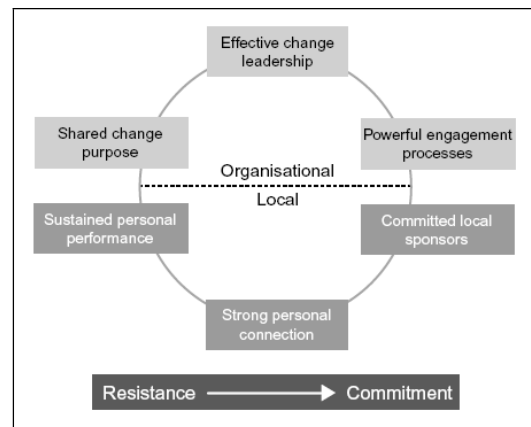 Effective change
leadership
Shared change
purpose
Powerful engagement
processes
Organisational
Local
Sustained personal
performance
Committed local
sponsors
Strong personal
connection
Resistance
Commitment